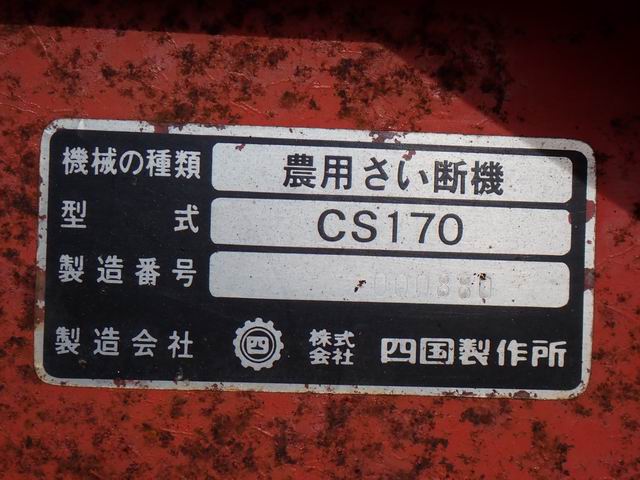 機械の種類 農用さい断機
型式 CS170
製造番号 000880
製造会社 四 株式会社 四国製作所